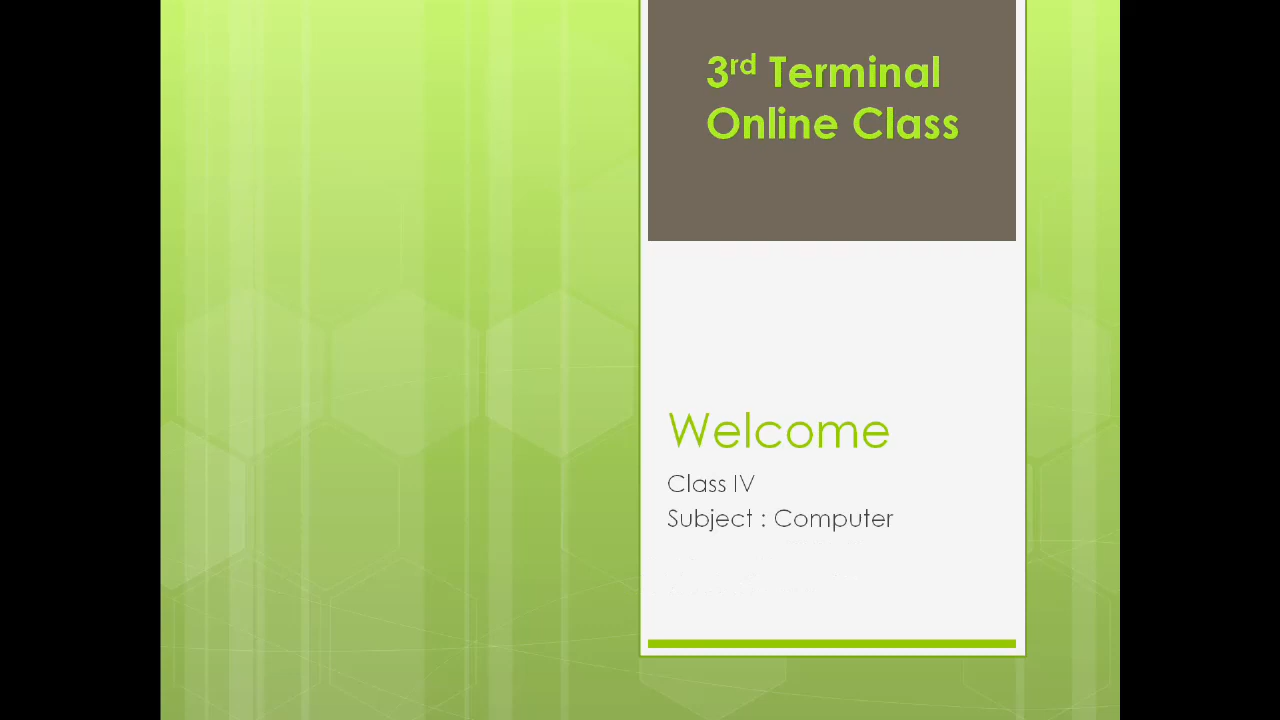 3rd Terminal
Online Class
Welcome
Class IV
Subject : Computer